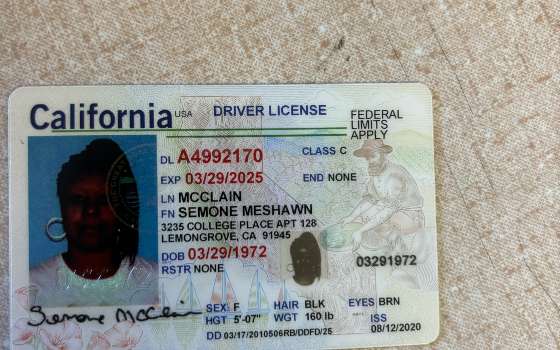 California USA DRIVER LICENSE
FEDERAL
LIMITS
APPLY
DL A4992170 CLASS C
EXP 03/29/2025 END NONE
LN MCCLAIN
FN SEMONE MESHAWN
3235 COLLEGE PLACE APT 128
LEMONGROVE, CA 91945
DOB 03/29/1972
RSTR NONE
03291972
Semone McClain
SEX F HAIR BLK EYES BRN
HGT 5'-07" WGT 160 lb ISS
DD 03/17/2010506RB/DDFD/25 08/12/2020